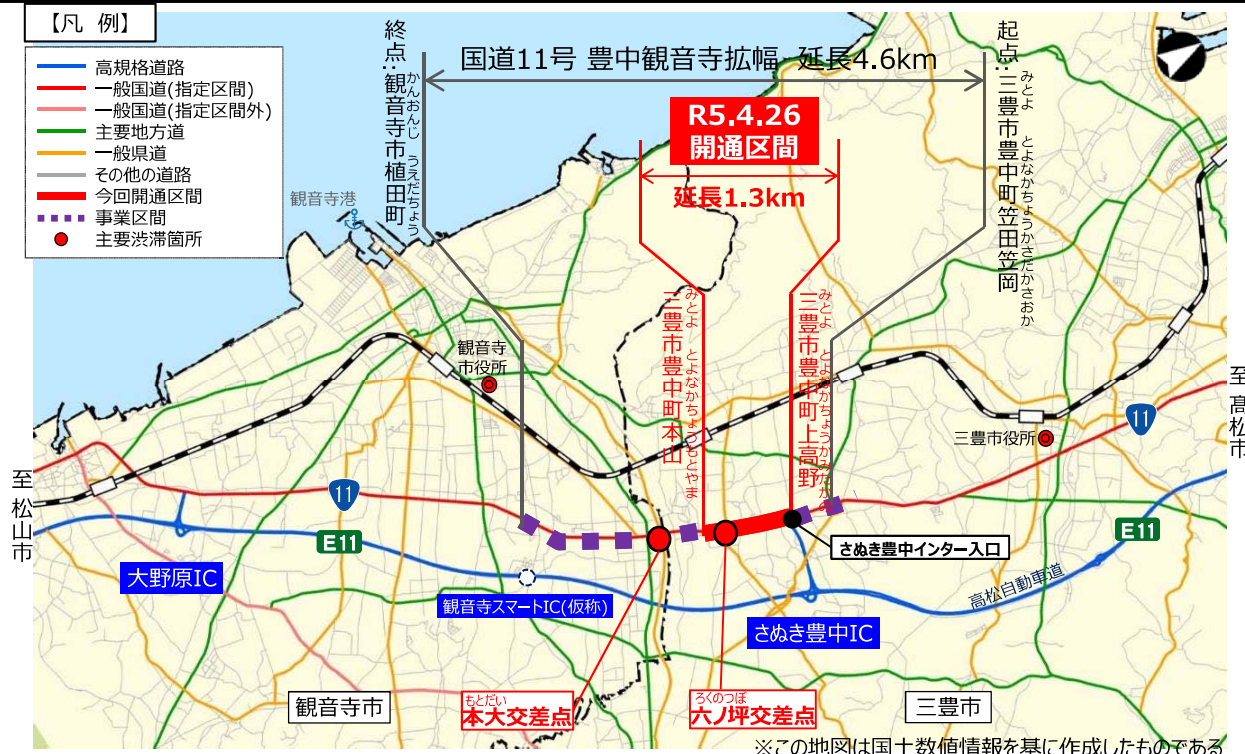 【凡 例】
高規格道路
一般国道(指定区間)
一般国道(指定区間外)
主要地方道
一般県道
その他の道路
今回開通区間
事業区間
主要渋滞箇所
国道11号 豊中観音寺拡幅 延長4.6km
終点:観音寺市植田町
かんおんじ うえだちょう
起点:三豊市豊中町笠田笠岡
みとよ とよなかちょうかさだかさおか
R5.4.26
開通区間
延長1.3km
観音寺港
観音寺
市役所
三豊市豊中町本山
みとよ とよなかちょうもとやま
三豊市豊中町上高野
みとよ とよなかちょうかみたかの
三豊市役所
至高松市
至松山市
11
11
E11
E11
さぬき豊中インター入口
大野原IC
観音寺スマートIC(仮称)
さぬき豊中IC
高松自動車道
もとだい
本大交差点
ろくのつぼ
六ノ坪交差点
観音寺市
三豊市
※この地図は国土数値情報を基に作成したものである